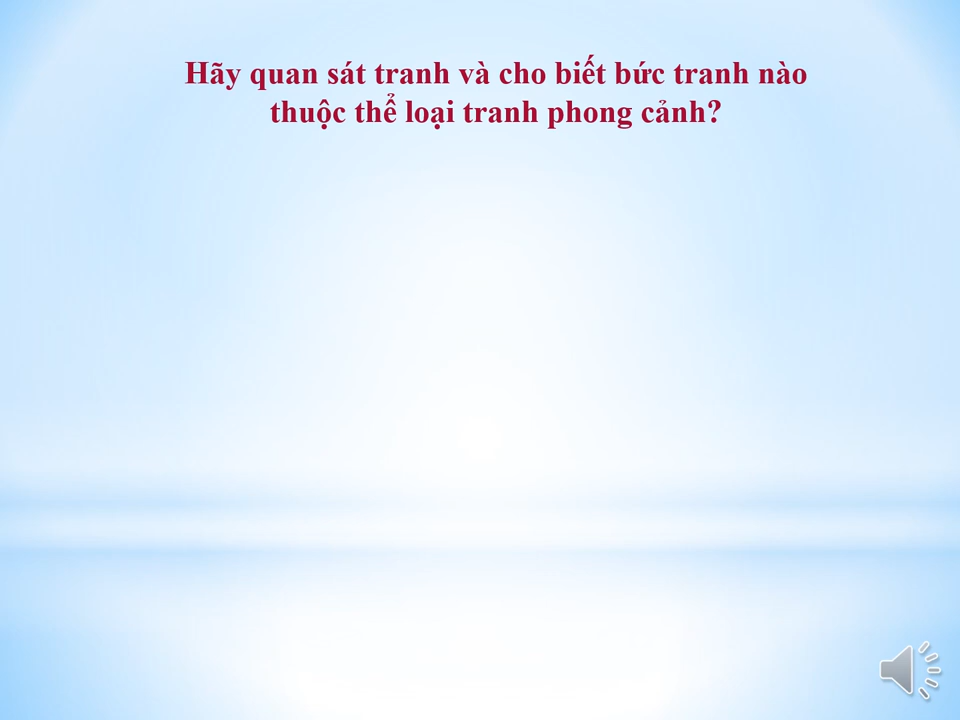 Hãy quan sát tranh và cho biết bức tranh nào
thuộc thể loại tranh phong cảnh?